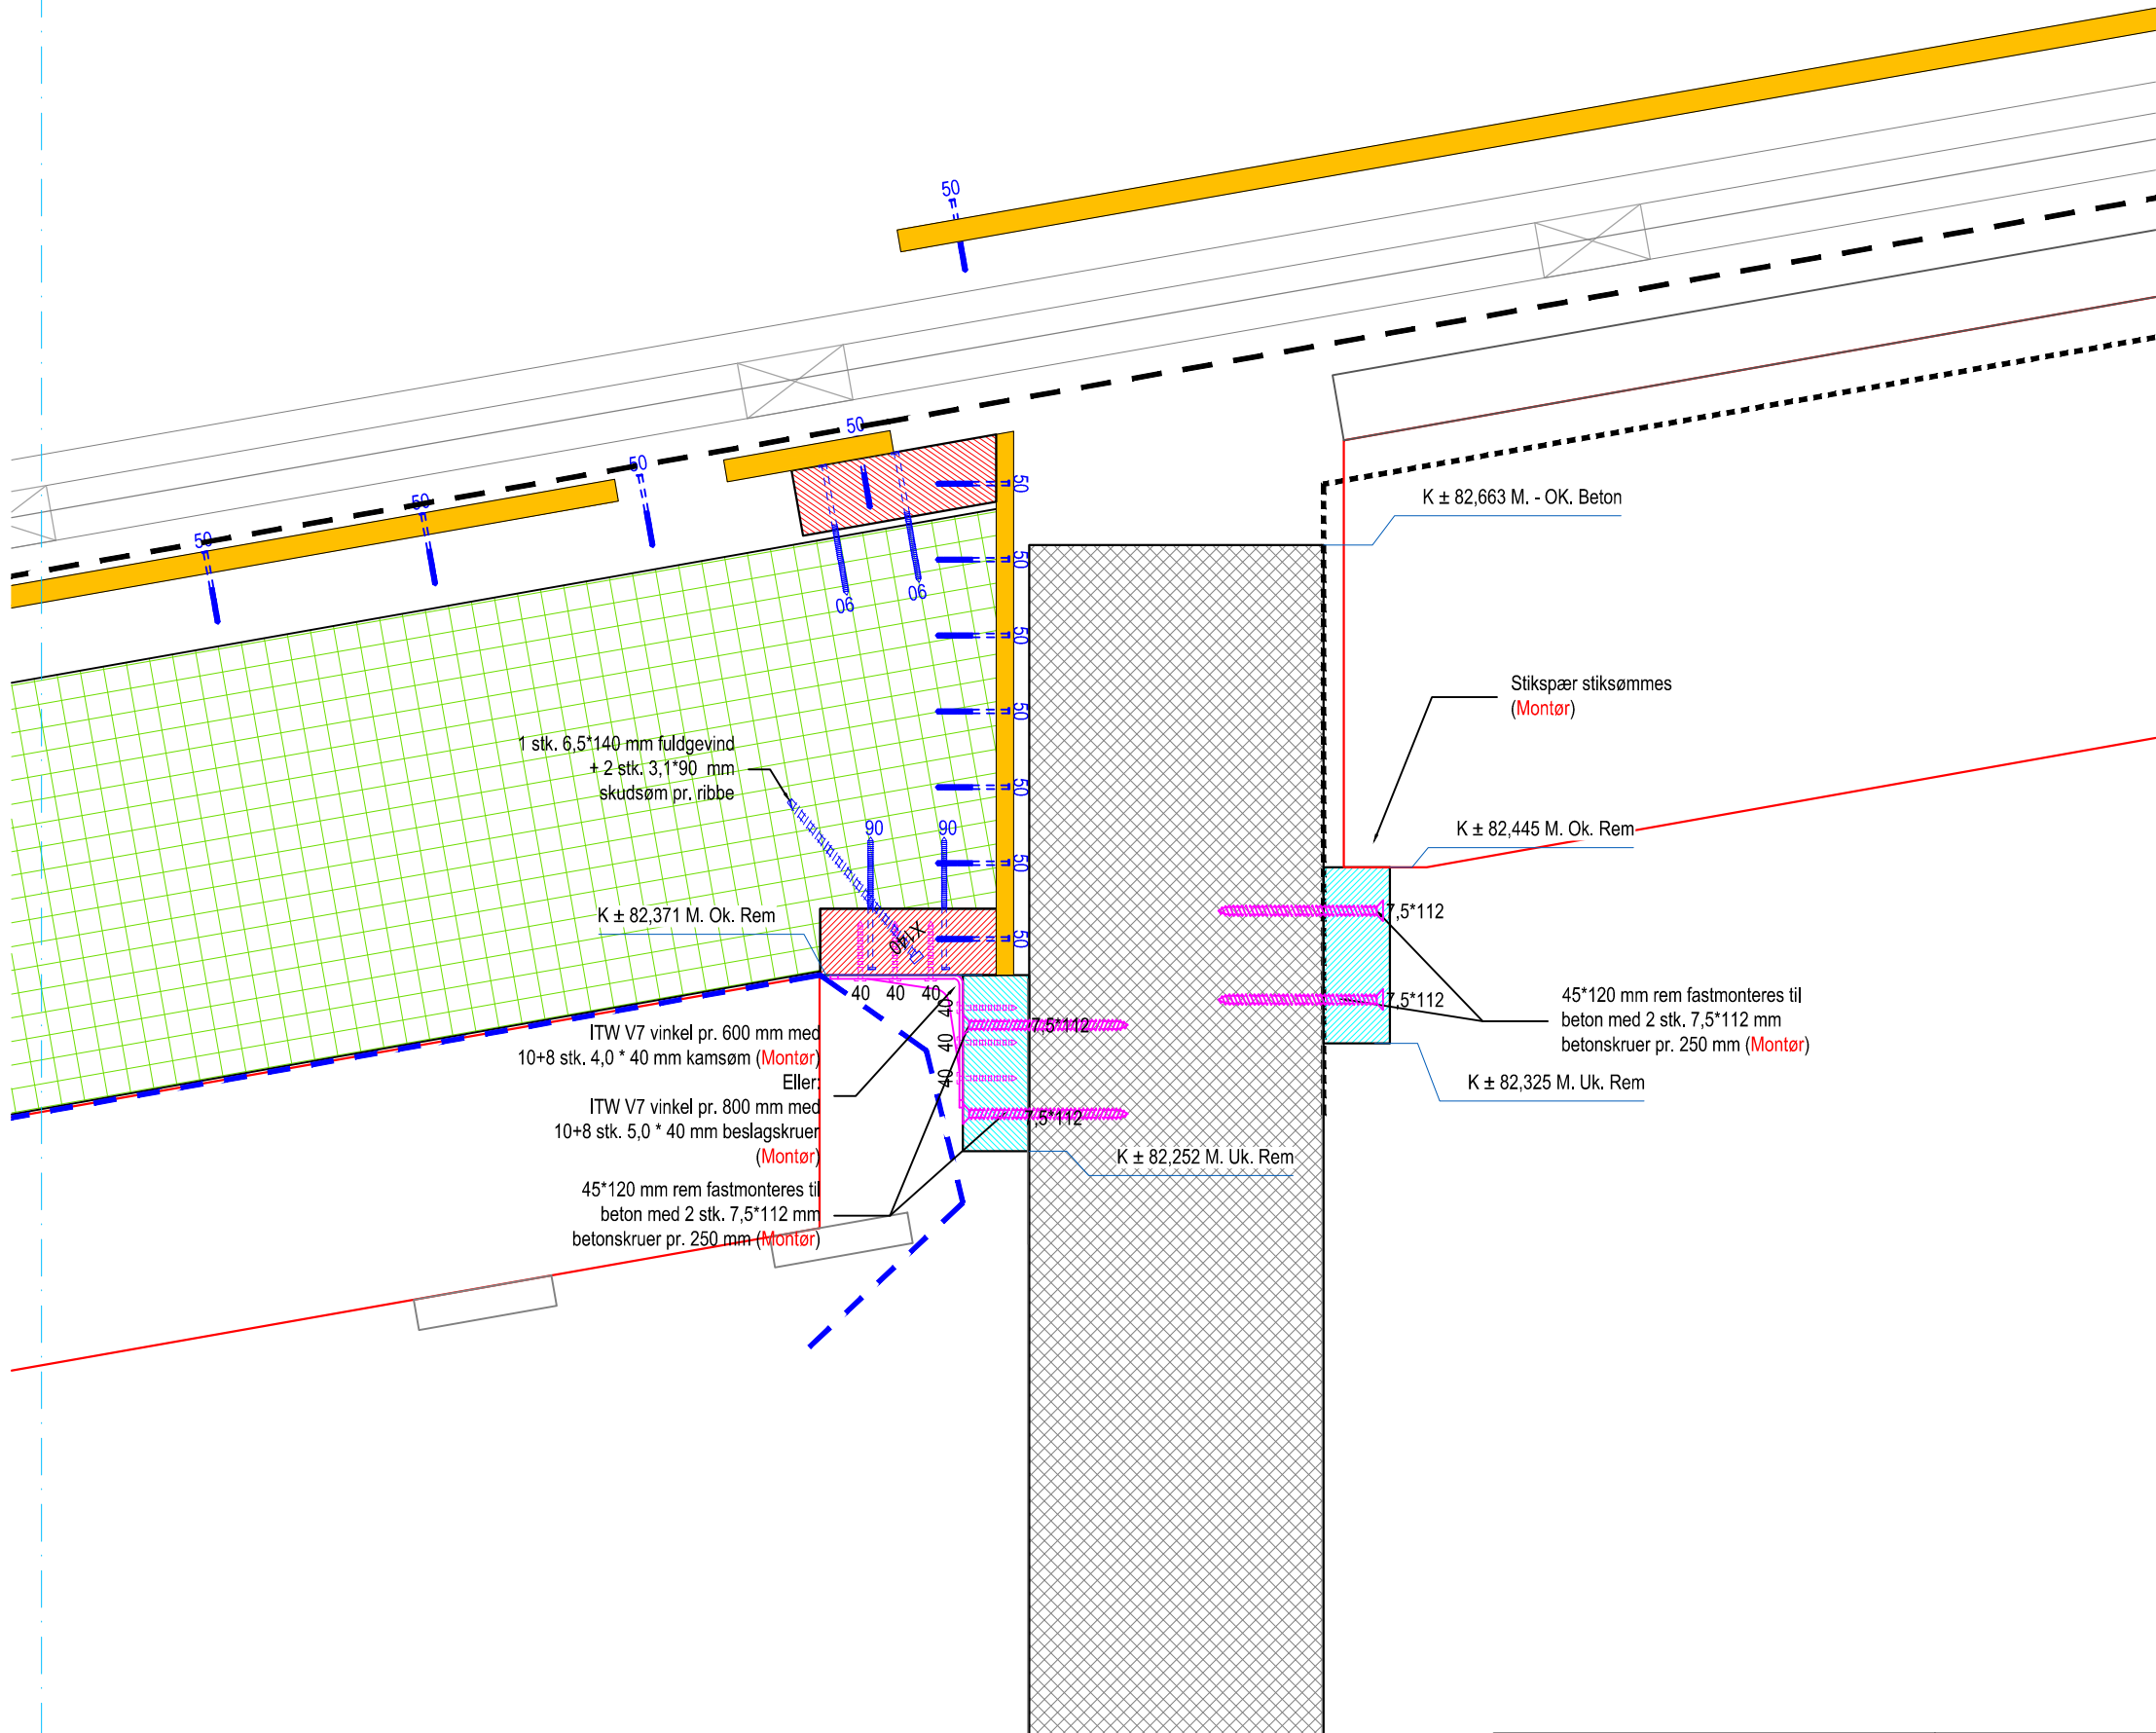 50
50
50
50
50
50
K ± 82,663 M. - OK. Beton
50
90
90
50
Stikspær stiksømmes
(Montør)
50
1 stk. 6,5*140 mm fuldgevind
+ 2 stk. 3,1*90 mm
skudsøm pr. ribbe
50
90
90
K ± 82,445 M. Ok. Rem
50
K ± 82,371 M. Ok. Rem
X140
50
7,5*112
7,5*112
40
40
40
40
40
40
7,5*112
7,5*112
ITW V7 vinkel pr. 600 mm med
10+8 stk. 4,0 * 40 mm kamsøm (Montør)
Eller:
ITW V7 vinkel pr. 800 mm med
10+8 stk. 5,0 * 40 mm beslagskruer
(Montør)
45*120 mm rem fastmonteres til
beton med 2 stk. 7,5*112 mm
betonskruer pr. 250 mm (Montør)
K ± 82,325 M. Uk. Rem
K ± 82,252 M. Uk. Rem
45*120 mm rem fastmonteres til
beton med 2 stk. 7,5*112 mm
betonskruer pr. 250 mm (Montør)